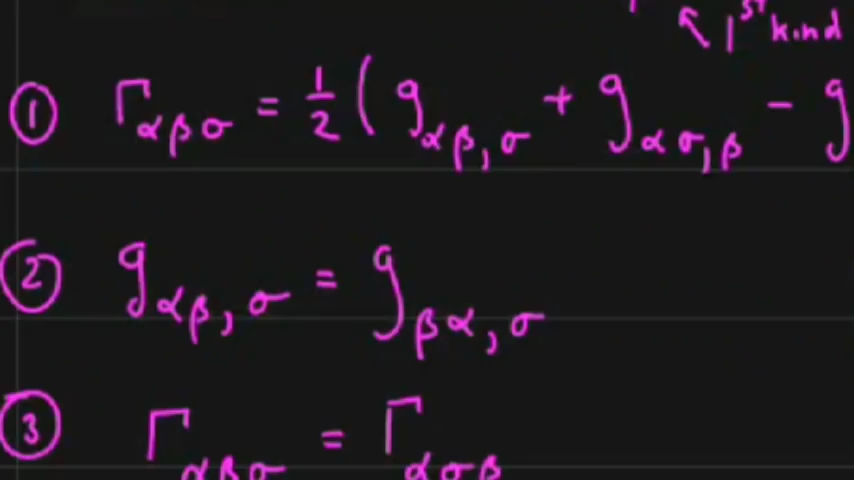 1st kind
① Γαβσ = 1/2 ( gαβ,σ + gασ,β - g
② gαβ,σ = gβα,σ
③ Γαβσ = Γασβ